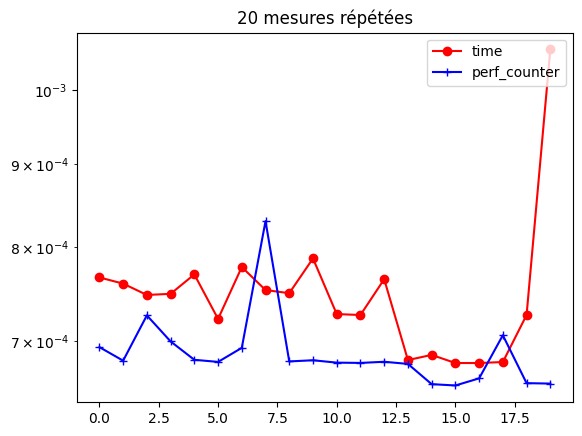 20 mesures répétées
time
perf_counter
10⁻³
9 × 10⁻⁴
8 × 10⁻⁴
7 × 10⁻⁴
0.0 2.5 5.0 7.5 10.0 12.5 15.0 17.5